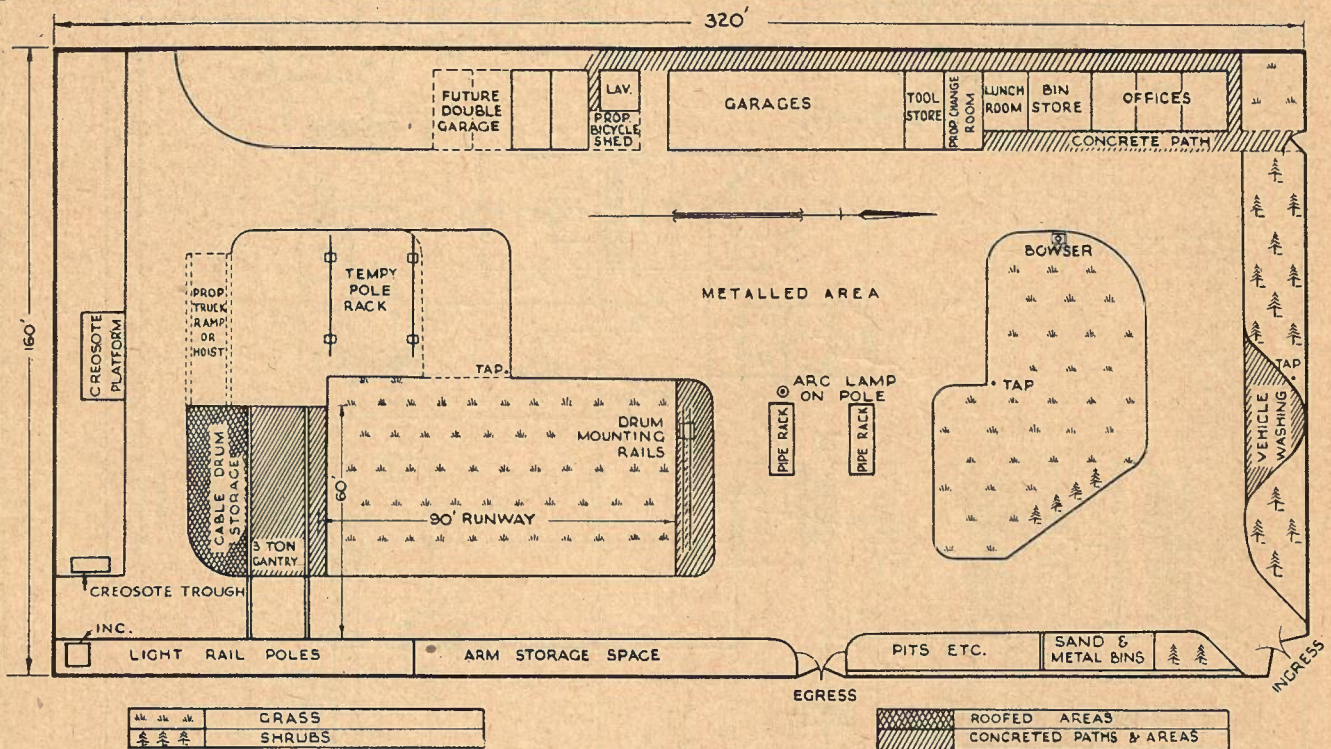 320'
160'
FUTURE
DOUBLE
GARAGE
LAV.
PROP.
BICYCLE
SHED
GARAGES
TOOL
STORE
PROP. CHANGE
ROOM
LUNCH
ROOM
BIN
STORE
OFFICES
CONCRETE PATH
PROP.
TRUCK
RAMP
OR
HOIST
TEMPY
POLE
RACK
METALLED AREA
BOWSER
CREOSOTE
PLATFORM
TAP.
ARC LAMP
ON POLE
TAP
TAP
VEHICLE
WASHING
CABLE DRUM
STORAGE
60'
DRUM
MOUNTING
RAILS
PIPE RACK
PIPE RACK
90' RUNWAY
3 TON
GANTRY
CREOSOTE TROUGH
INC.
LIGHT RAIL POLES
ARM STORAGE SPACE
EGRESS
PITS ETC.
SAND &
METAL BINS
INGRESS
GRASS
SHRUBS
ROOFED AREAS
CONCRETED PATHS & AREAS